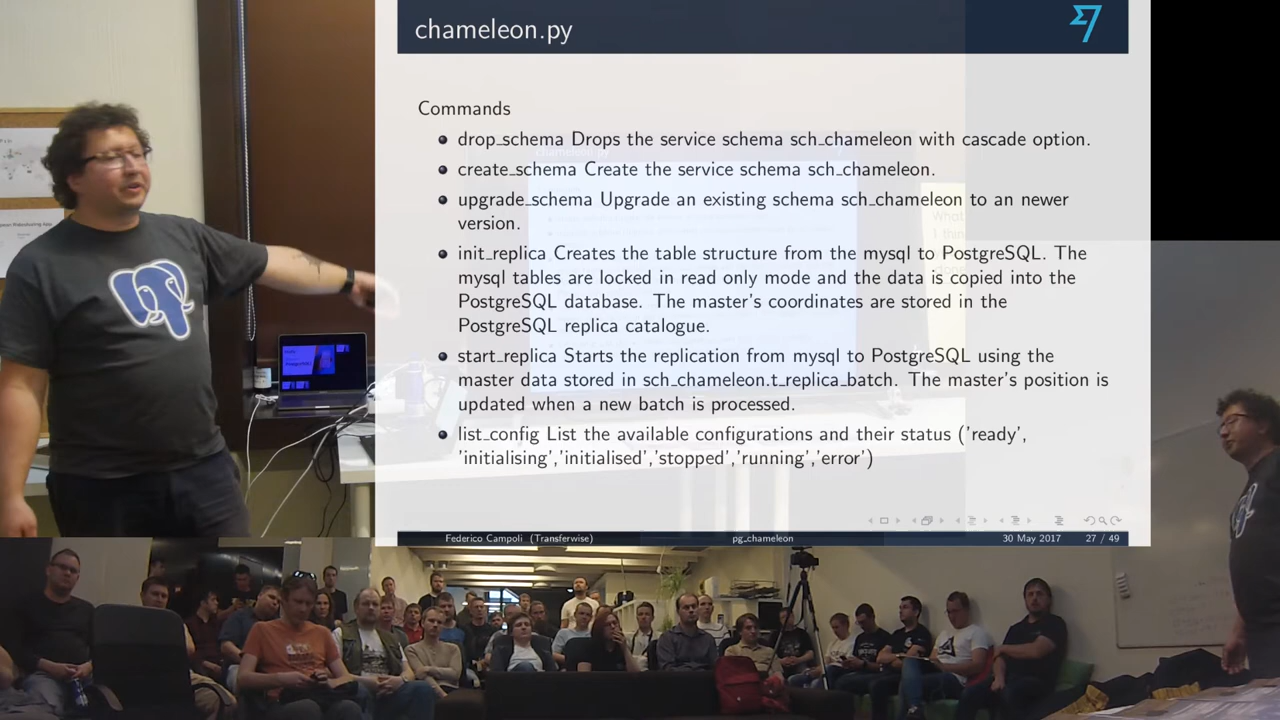 chameleon.py
Commands
drop_schema Drops the service schema sch_chameleon with cascade option.
create_schema Create the service schema sch_chameleon.
upgrade_schema Upgrade an existing schema sch_chameleon to an newer
version.
init_replica Creates the table structure from the mysql to PostgreSQL. The
mysql tables are locked in read only mode and the data is copied into the
PostgreSQL database. The master's coordinates are stored in the
PostgreSQL replica catalogue.
start_replica Starts the replication from mysql to PostgreSQL using the
master data stored in sch_chameleon.t_replica_batch. The master's position is
updated when a new batch is processed.
list_config List the available configurations and their status ('ready',
'initialising','initialised','stopped','running','error')
Federico Campoli (Transferwise) pg_chameleon 30 May 2017 27 / 49